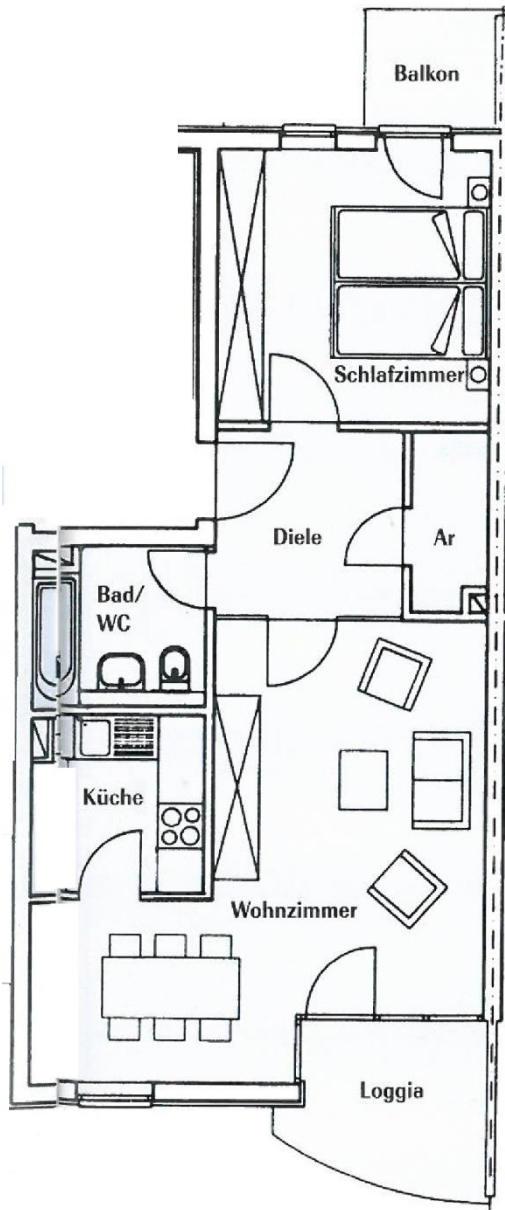 Balkon
Schlafzimmer
Diele
Ar
Bad/
WC
Küche
Wohnzimmer
Loggia